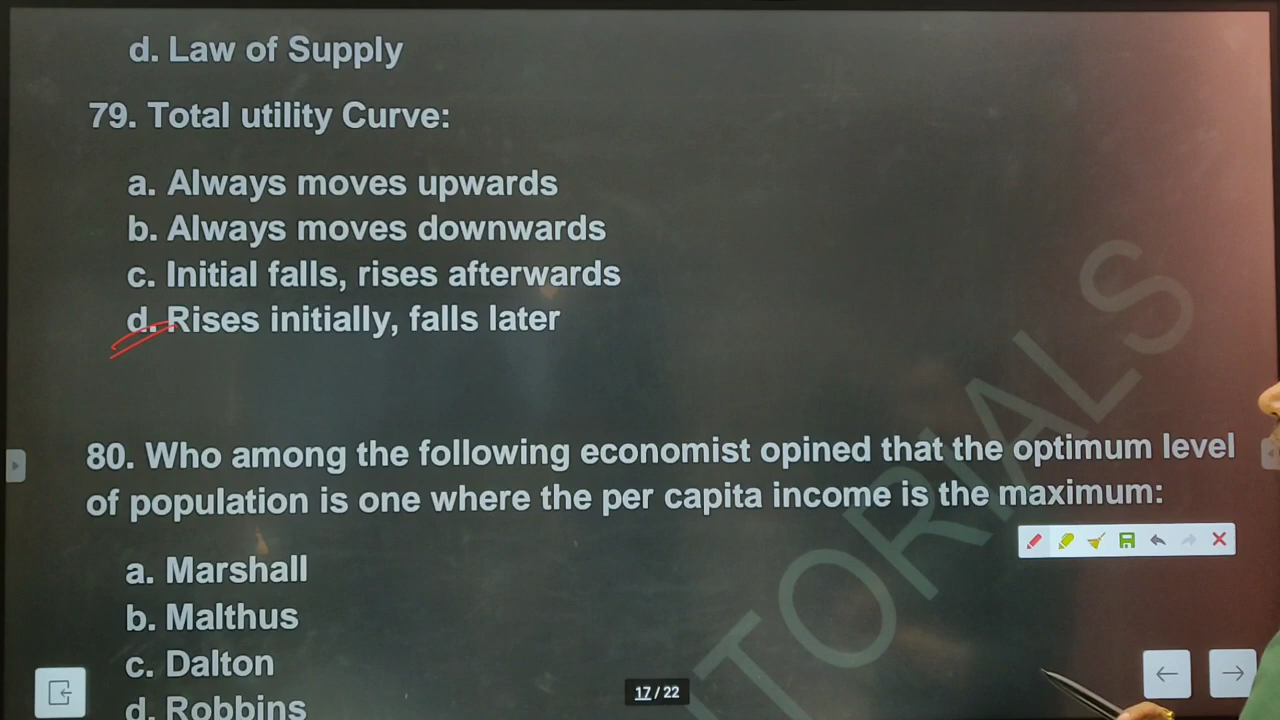 d. Law of Supply
79. Total utility Curve:
a. Always moves upwards
b. Always moves downwards
c. Initial falls, rises afterwards
d. Rises initially, falls later
80. Who among the following economist opined that the optimum level
of population is one where the per capita income is the maximum:
a. Marshall
b. Malthus
c. Dalton
d. Robbins
TORIALS
17 / 22